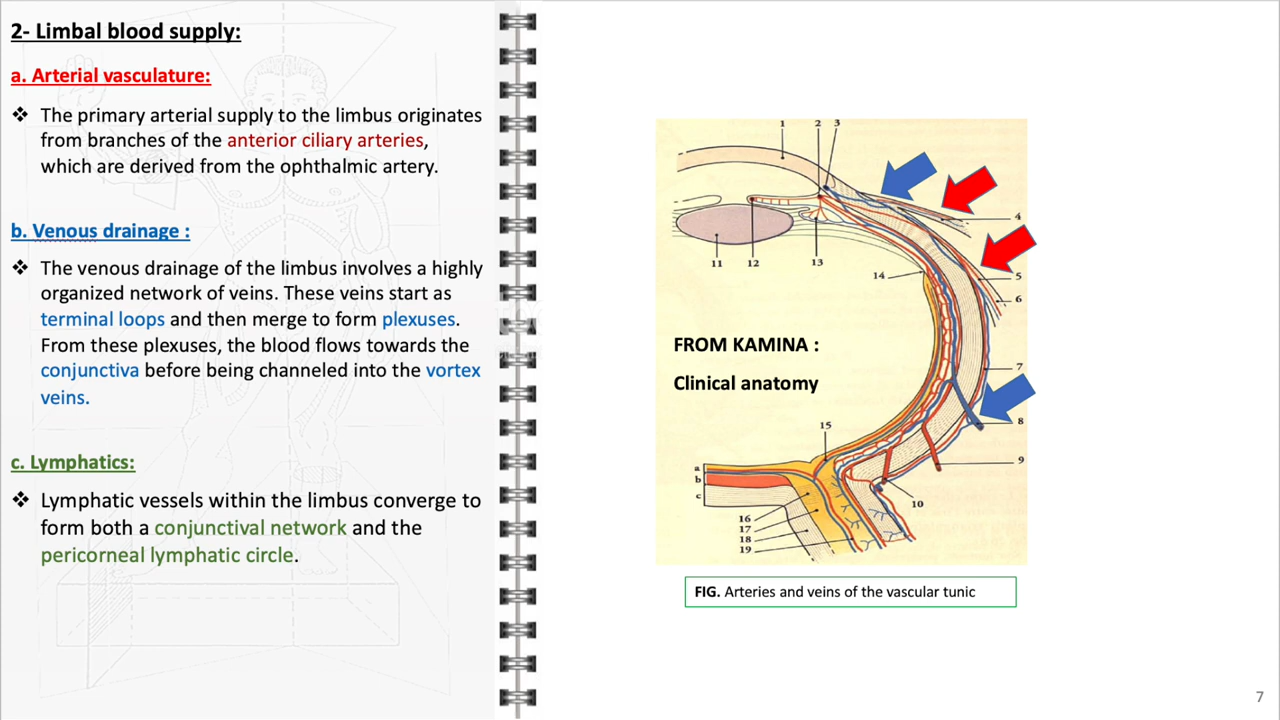 2- Limbal blood supply:
a. Arterial vasculature:
❖ The primary arterial supply to the limbus originates
from branches of the anterior ciliary arteries,
which are derived from the ophthalmic artery.
b. Venous drainage :
❖ The venous drainage of the limbus involves a highly
organized network of veins. These veins start as
terminal loops and then merge to form plexuses.
From these plexuses, the blood flows towards the
conjunctiva before being channeled into the vortex
veins.
c. Lymphatics:
❖ Lymphatic vessels within the limbus converge to
form both a conjunctival network and the
pericorneal lymphatic circle.
1 2 3
4
11 12 13
14
5
6
FROM KAMINA :
Clinical anatomy
7
8
15
9
a
b
c
10
16
17
18
19
FIG. Arteries and veins of the vascular tunic
7